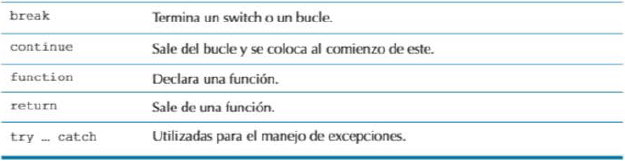 break Termina un switch o un bucle.
continue Sale del bucle y se coloca al comienzo de este.
function Declara una función.
return Sale de una función.
try … catch Utilizadas para el manejo de excepciones.